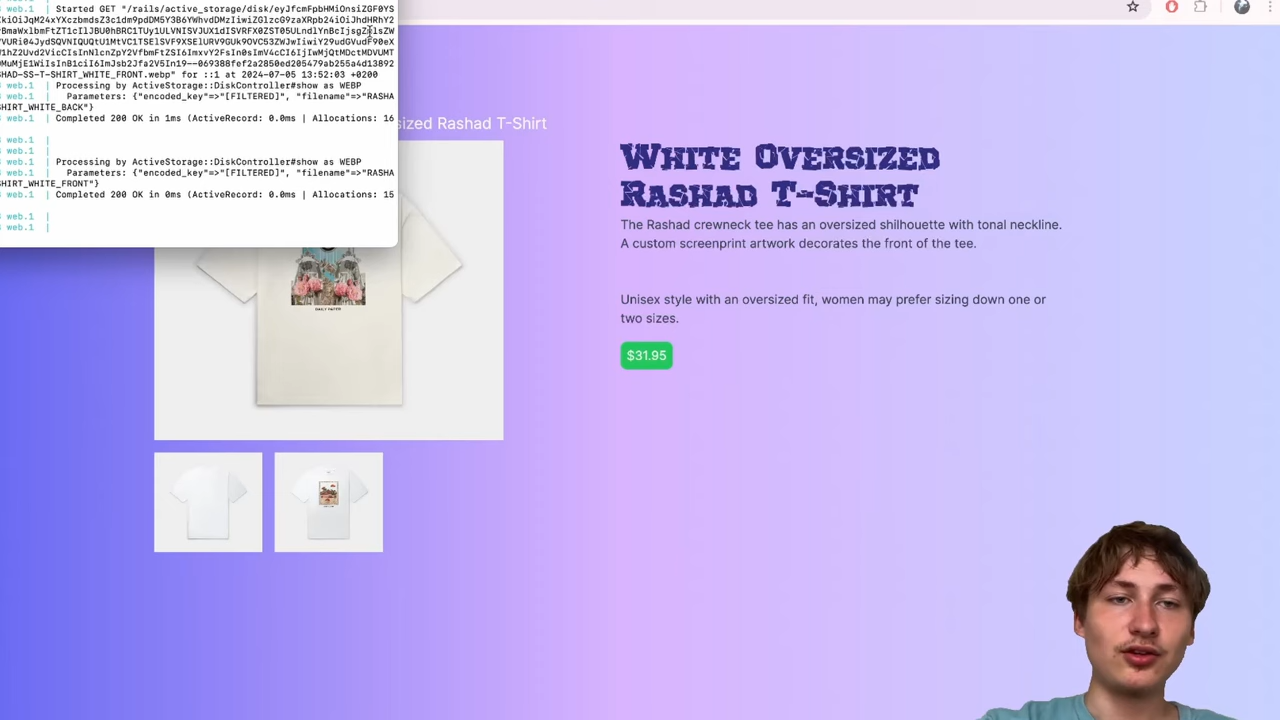 web.1 | Started GET "/rails/active_storage/disk/eyJfcmFpbHMiOnsiZGF0YS
SHAD-SS-T-SHIRT_WHITE_FRONT.webp" for ::1 at 2024-07-05 13:52:03 +0200
web.1 | Processing by ActiveStorage::DiskController#show as WEBP
web.1 | Parameters: {"encoded_key"=>"[FILTERED]", "filename"=>"RASHA
SHIRT_WHITE_BACK"}
web.1 | Completed 200 OK in 1ms (ActiveRecord: 0.0ms | Allocations: 16
web.1 |
web.1 |
web.1 | Processing by ActiveStorage::DiskController#show as WEBP
web.1 | Parameters: {"encoded_key"=>"[FILTERED]", "filename"=>"RASHA
SHIRT_WHITE_FRONT"}
web.1 | Completed 200 OK in 0ms (ActiveRecord: 0.0ms | Allocations: 15
web.1 |
web.1 |
sized Rashad T-Shirt
White Oversized
Rashad T-Shirt
The Rashad crewneck tee has an oversized shilhouette with tonal neckline.
A custom screenprint artwork decorates the front of the tee.
Unisex style with an oversized fit, women may prefer sizing down one or
two sizes.
$31.95
DAILY PAPER